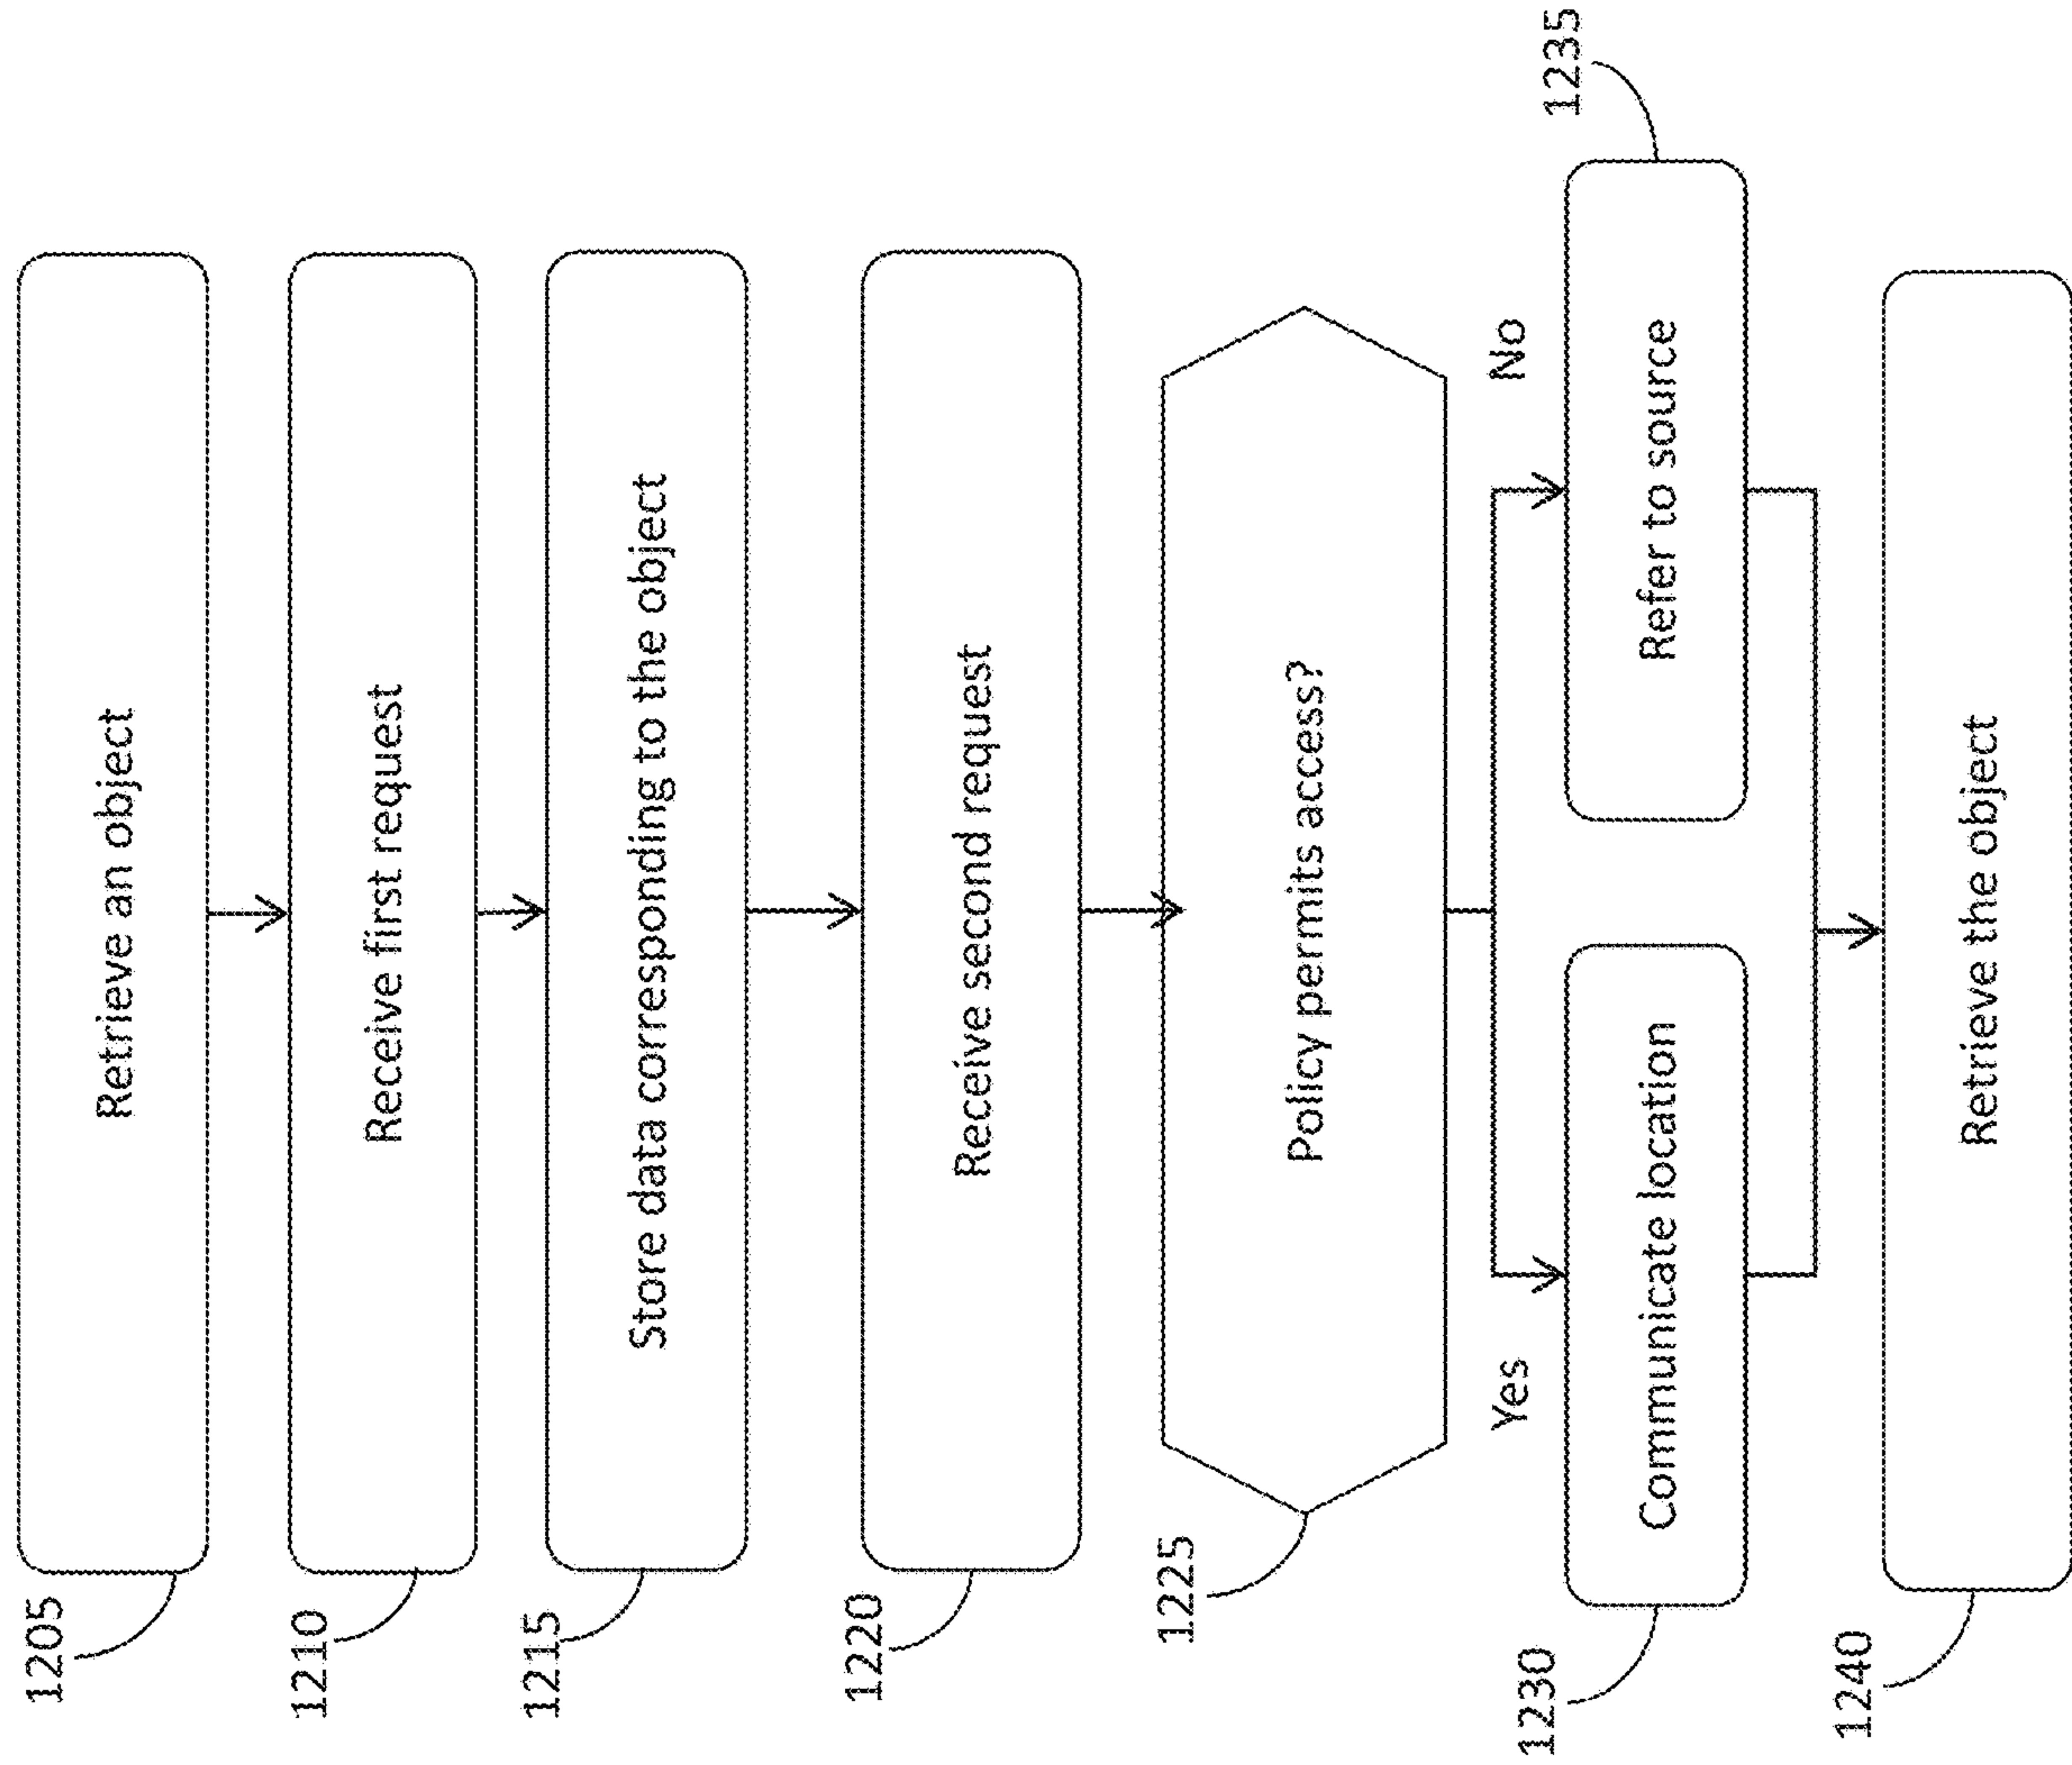 1205
Retrieve an object
1210
Receive first request
1215
Store data corresponding to the object
1220
Receive second request
1225
Policy permits access?
Yes
No
1230
Communicate location
Refer to source
1235
1240
Retrieve the object